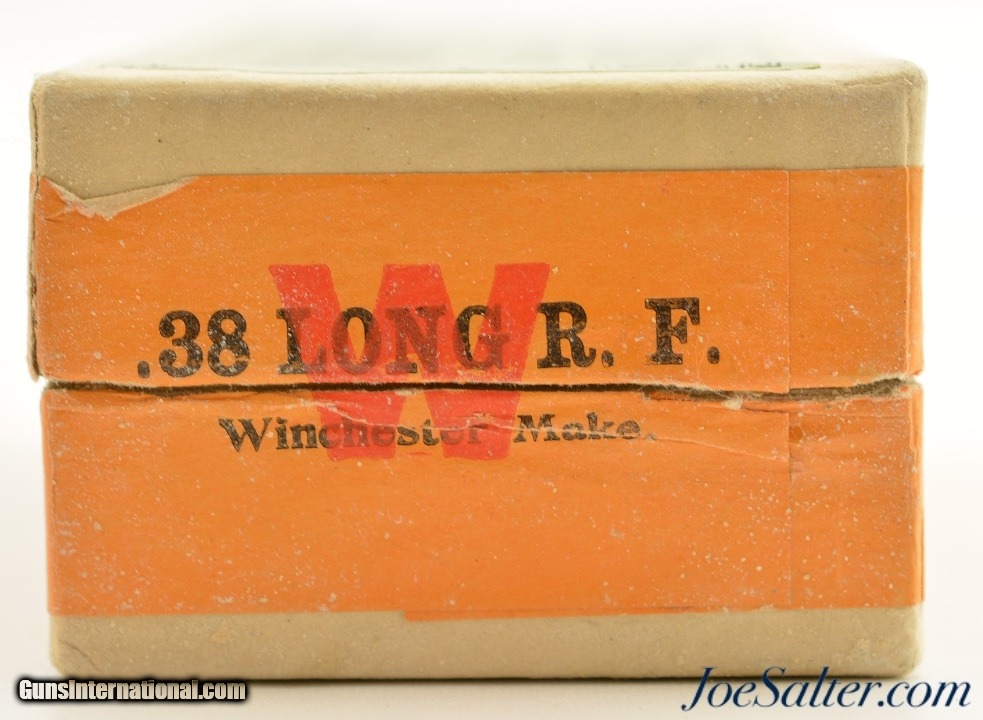 W
.38 LONG R. F.
Winchester Make.
GunsInternational.com
JoeSalter.com